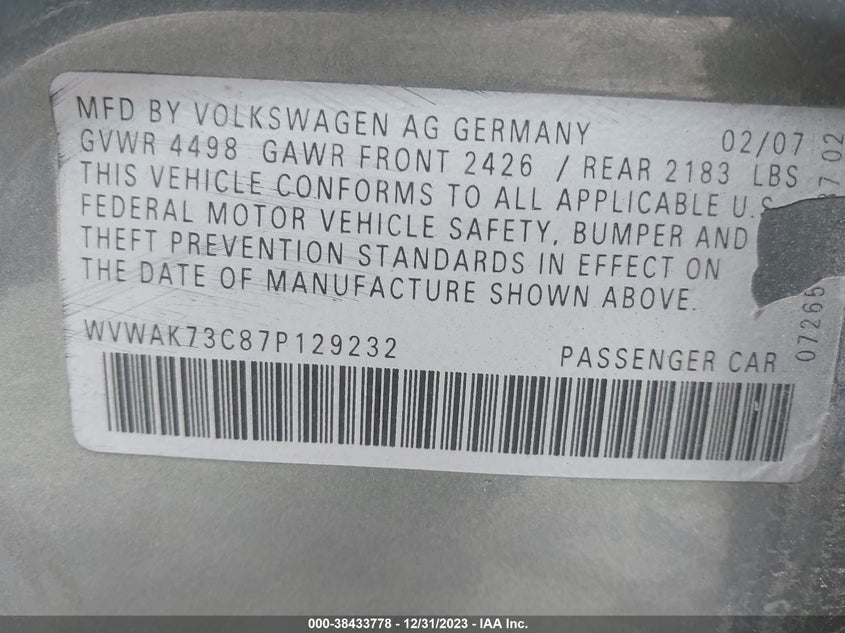 MFD BY VOLKSWAGEN AG GERMANY 02/07
GVWR 4498 GAWR FRONT 2426 / REAR 2183 LBS
THIS VEHICLE CONFORMS TO ALL APPLICABLE U.S
FEDERAL MOTOR VEHICLE SAFETY, BUMPER AND
THEFT PREVENTION STANDARDS IN EFFECT ON
THE DATE OF MANUFACTURE SHOWN ABOVE.
WVWAK73C87P129232 PASSENGER CAR
07265 02
000-38433778 - 12/31/2023 - IAA Inc.